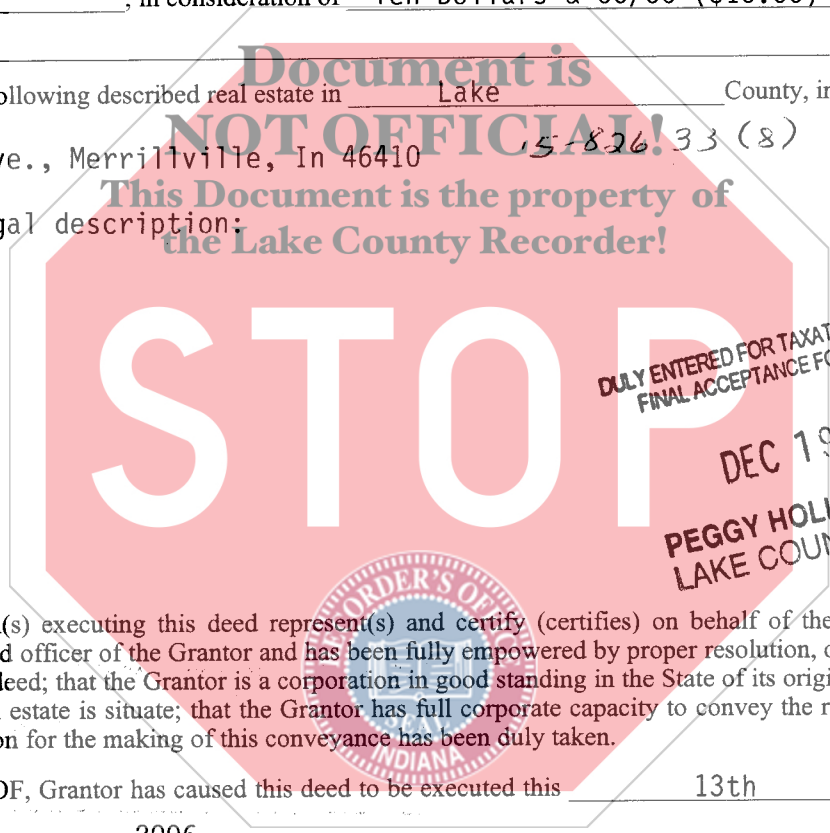 , in consideration of Ten Dollars & 00/00 ($10.00)
Document is
ollowing described real estate in Lake County, in
NOT OFFICIAL!
15-826 33 (8)
ve., Merrillville, In 46410
This Document is the property of
gal description:
the Lake County Recorder!
STOP
DULY ENTERED FOR TAXAT
FINAL ACCEPTANCE FO
DEC 19
PEGGY HOLI
LAKE COUN
RECORDER'S OFFICE
SEAL
INDIANA
(s) executing this deed represent(s) and certify (certifies) on behalf of the
d officer of the Grantor and has been fully empowered by proper resolution, o
deed; that the Grantor is a corporation in good standing in the State of its origi
estate is situate; that the Grantor has full corporate capacity to convey the r
on for the making of this conveyance has been duly taken.
OF, Grantor has caused this deed to be executed this 13th
2006